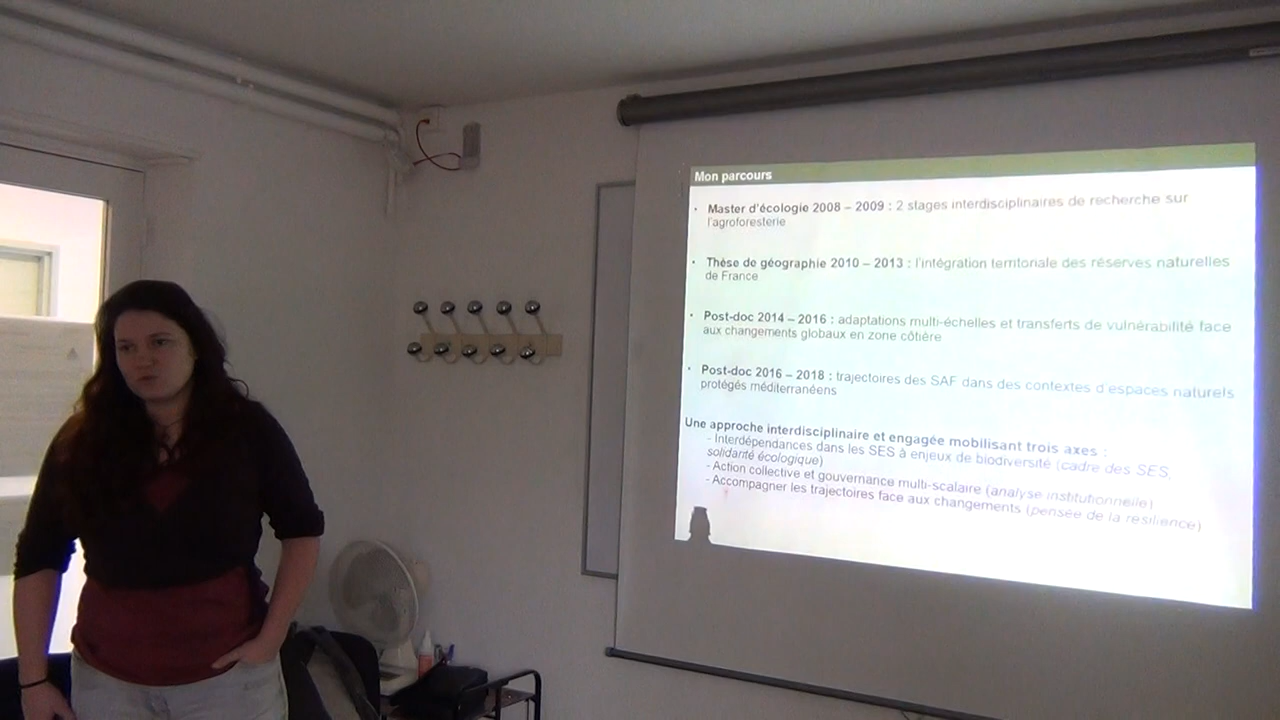 Mon parcours
• Master d'écologie 2008 – 2009 : 2 stages interdisciplinaires de recherche sur
l'agroforesterie
• Thèse de géographie 2010 – 2013 : l'intégration territoriale des réserves naturelles
de France
• Post-doc 2014 – 2016 : adaptations multi-échelles et transferts de vulnérabilité face
aux changements globaux en zone côtière
• Post-doc 2016 – 2018 : trajectoires des SAF dans des contextes d'espaces naturels
protégés méditerranéens
Une approche interdisciplinaire et engagée mobilisant trois axes :
- Interdépendances dans les SES à enjeux de biodiversité (cadre des SES,
solidarité écologique)
- Action collective et gouvernance multi-scalaire (analyse institutionnelle)
- Accompagner les trajectoires face aux changements (pensée de la résilience)